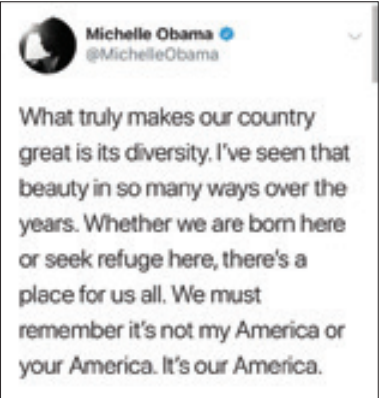 Michelle Obama
@MichelleObama
What truly makes our country
great is its diversity. I've seen that
beauty in so many ways over the
years. Whether we are born here
or seek refuge here, there's a
place for us all. We must
remember it's not my America or
your America. It's our America.